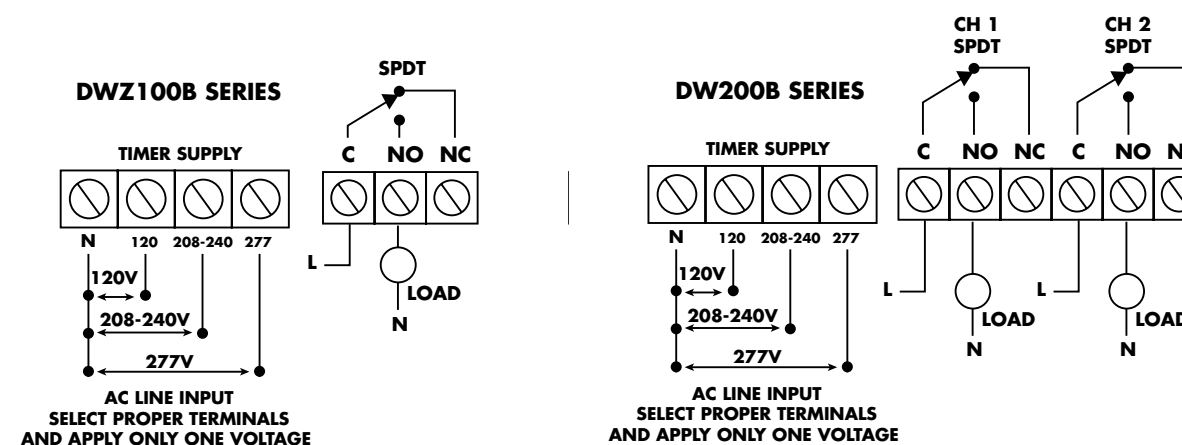 DWZ100B SERIES
SPDT
TIMER SUPPLY
C NO NC
N 120 208-240 277
L
120V
LOAD
208-240V
N
277V
AC LINE INPUT
SELECT PROPER TERMINALS
AND APPLY ONLY ONE VOLTAGE
DW200B SERIES
CH 1
SPDT
CH 2
SPDT
TIMER SUPPLY
C NO NC C NO N
N 120 208-240 277
120V
L
L
208-240V
LOAD
LOAD
277V
N
N
AC LINE INPUT
SELECT PROPER TERMINALS
AND APPLY ONLY ONE VOLTAGE